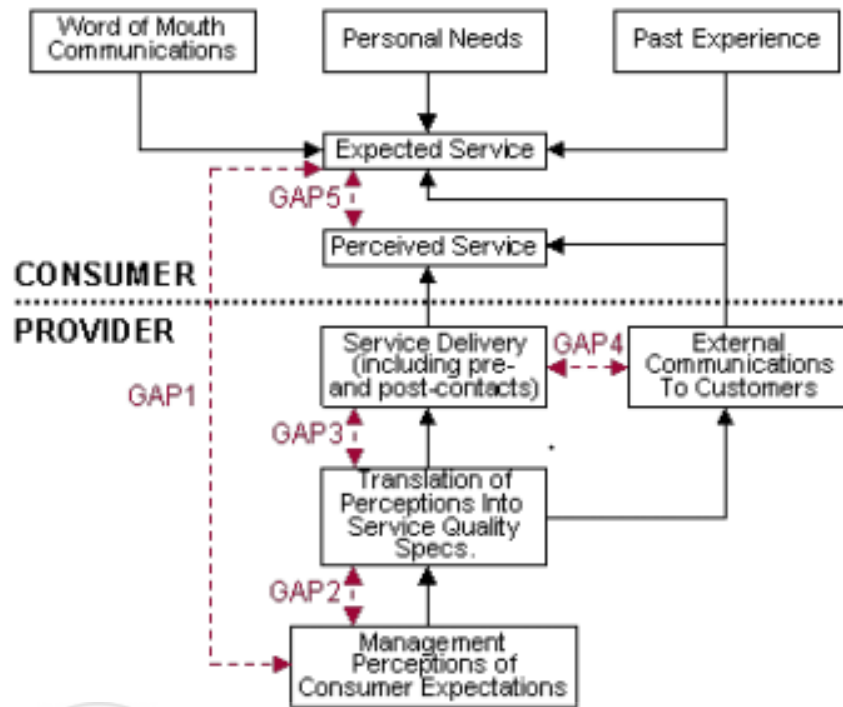 Word of Mouth
Communications
Personal Needs
Past Experience
Expected Service
GAP5
Perceived Service
CONSUMER
PROVIDER
Service Delivery
(including pre-
and post-contacts)
GAP4
External
Communications
To Customers
GAP1
GAP3
Translation of
Perceptions Into
Service Quality
Specs.
GAP2
Management
Perceptions of
Consumer Expectations